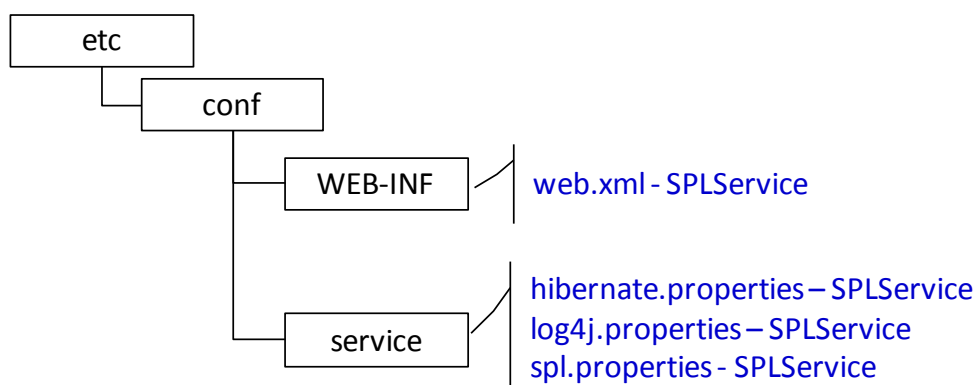 etc
conf
WEB-INF
web.xml - SPLService
hibernate.properties – SPLService
log4j.properties – SPLService
service
spl.properties - SPLService